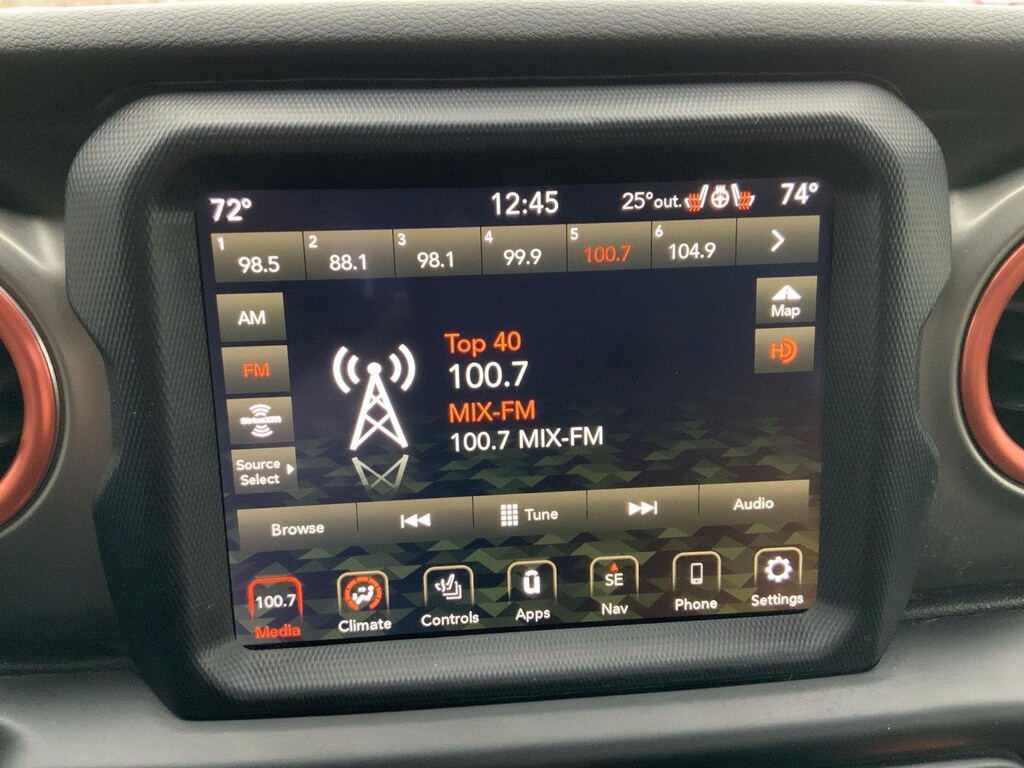 72° 12:45 25°out. 74°
1 98.5 2 88.1 3 98.1 4 99.9 5 100.7 6 104.9
AM
FM
SiriusXM
Source
Select
Top 40
100.7
MIX-FM
100.7 MIX-FM
Map
HD
Browse Tune Audio
100.7 SE
Media Climate Controls Apps Nav Phone Settings